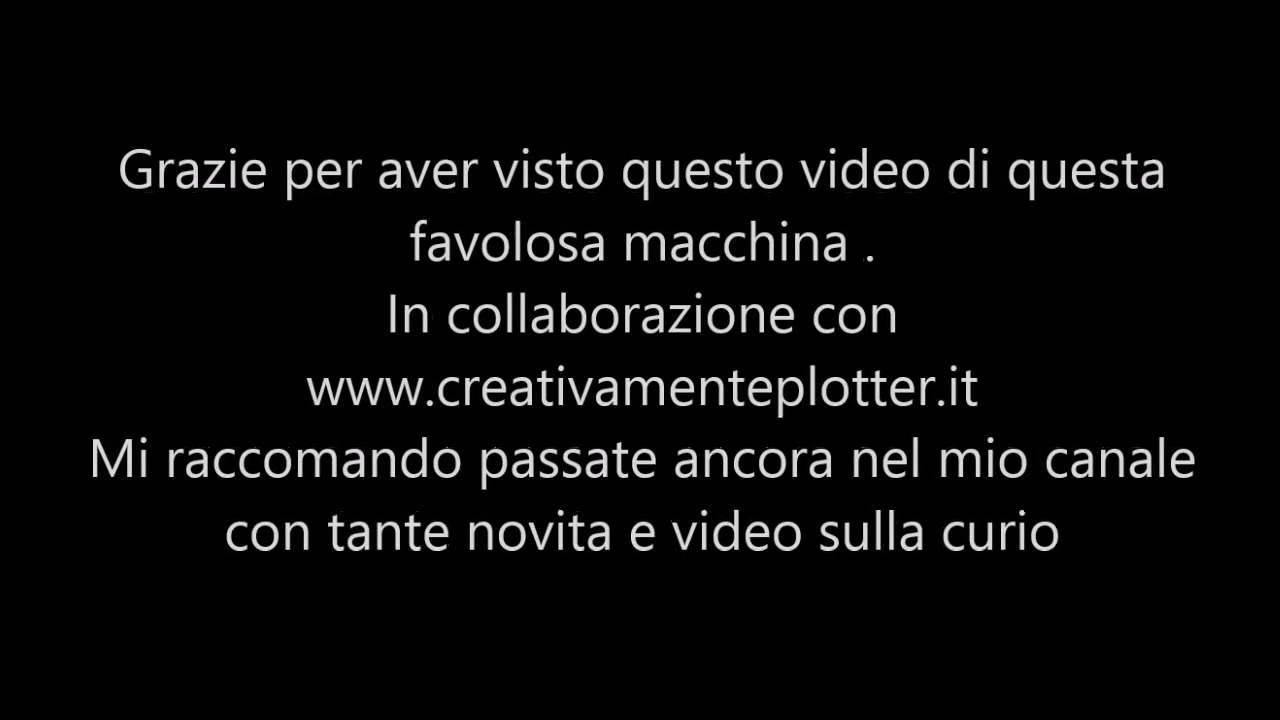 Grazie per aver visto questo video di questa
favolosa macchina .
In collaborazione con
www.creativamenteplotter.it
Mi raccomando passate ancora nel mio canale
con tante novita e video sulla curio